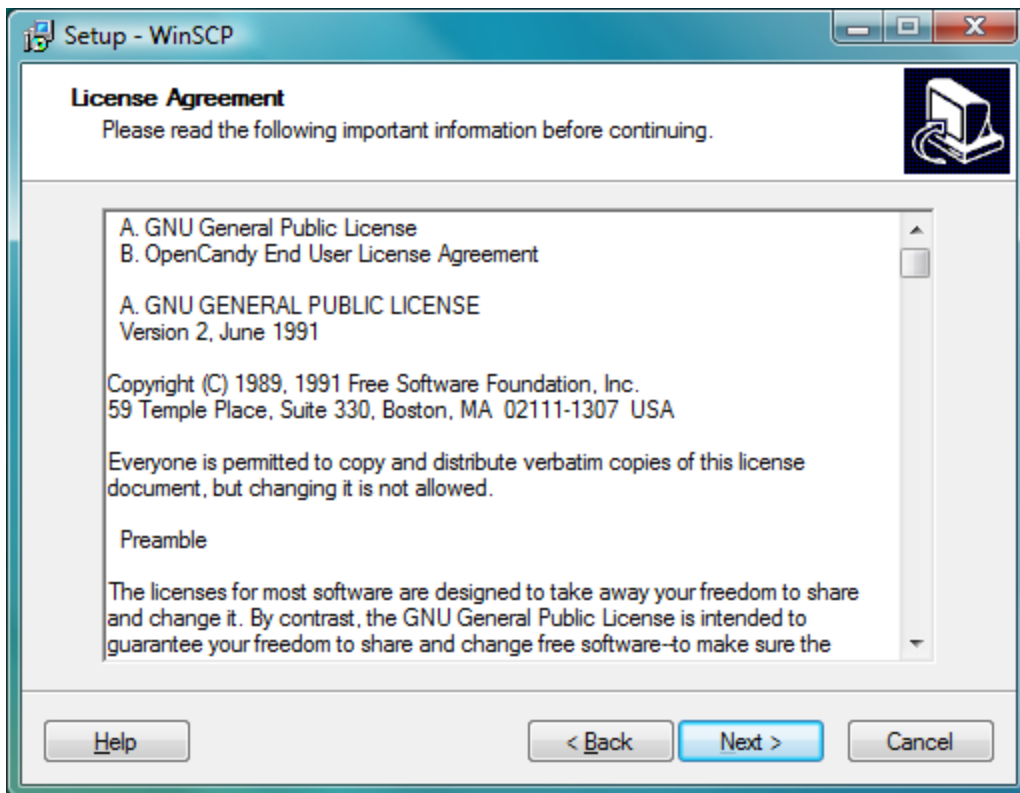 Setup - WinSCP
License Agreement
Please read the following important information before continuing.
A. GNU General Public License
B. OpenCandy End User License Agreement
A. GNU GENERAL PUBLIC LICENSE
Version 2, June 1991
Copyright (C) 1989, 1991 Free Software Foundation, Inc.
59 Temple Place, Suite 330, Boston, MA  02111-1307  USA
Everyone is permitted to copy and distribute verbatim copies of this license
document, but changing it is not allowed.
Preamble
The licenses for most software are designed to take away your freedom to share
and change it. By contrast, the GNU General Public License is intended to
guarantee your freedom to share and change free software--to make sure the
Help
< Back
Next >
Cancel